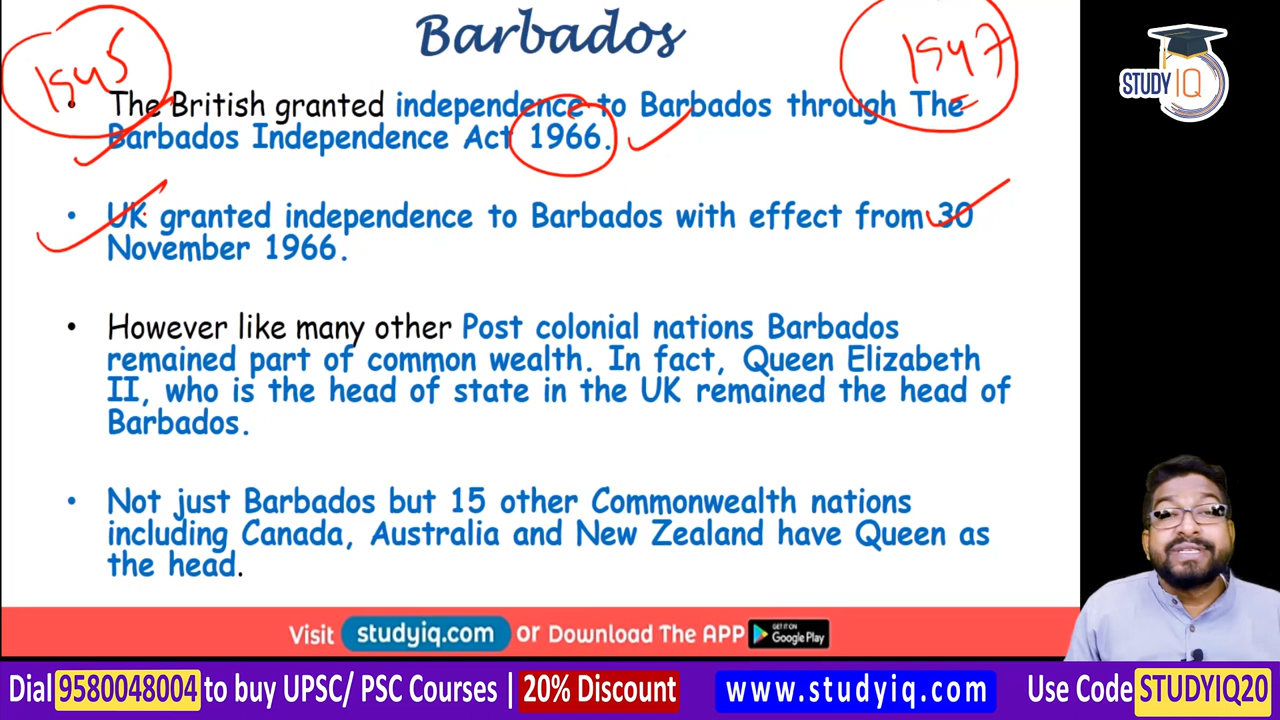 Barbados
1945
1947
STUDY IQ
• The British granted independence to Barbados through The
Barbados Independence Act 1966.
• UK granted independence to Barbados with effect from 30
November 1966.
• However like many other Post colonial nations Barbados
remained part of common wealth. In fact, Queen Elizabeth
II, who is the head of state in the UK remained the head of
Barbados.
• Not just Barbados but 15 other Commonwealth nations
including Canada, Australia and New Zealand have Queen as
the head.
Visit studyiq.com or Download The APP GET IT ON Google Play
Dial 9580048004 to buy UPSC/ PSC Courses | 20% Discount www.studyiq.com Use Code STUDYIQ20